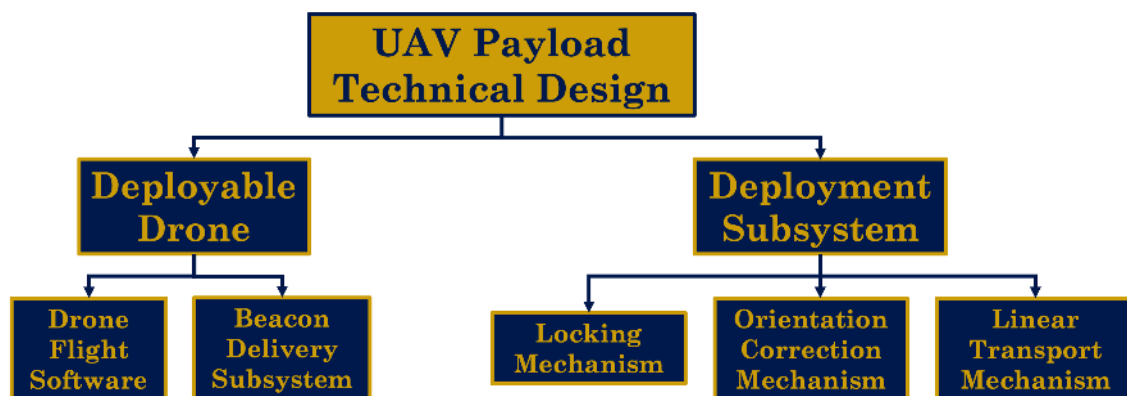 UAV Payload
Technical Design
Deployable
Drone
Deployment
Subsystem
Drone
Flight
Software
Beacon
Delivery
Subsystem
Locking
Mechanism
Orientation
Correction
Mechanism
Linear
Transport
Mechanism